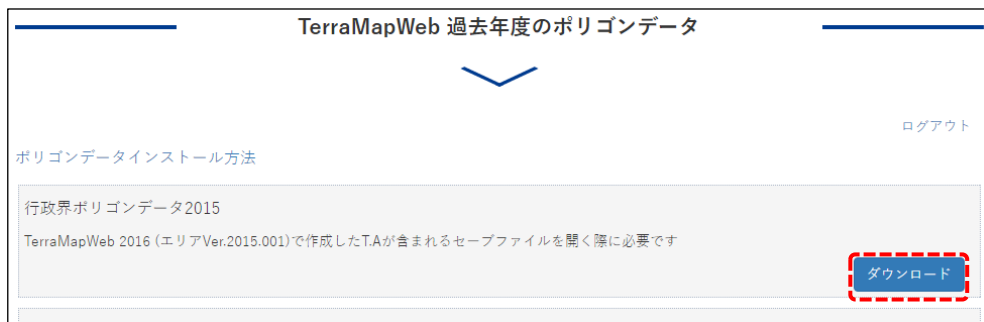 TerraMapWeb 過去年度のポリゴンデータ
ログアウト
ポリゴンデータインストール方法
行政界ポリゴンデータ2015
TerraMapWeb 2016 (エリアVer.2015.001)で作成したT.Aが含まれるセーブファイルを開く際に必要です
ダウンロード